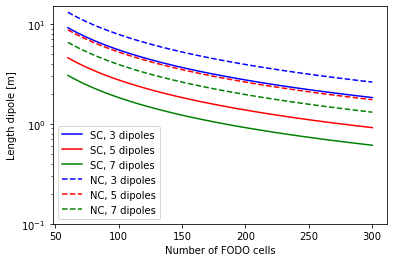 10¹
10⁰
10⁻¹
Length dipole [m]
SC, 3 dipoles
SC, 5 dipoles
SC, 7 dipoles
NC, 3 dipoles
NC, 5 dipoles
NC, 7 dipoles
50 100 150 200 250 300
Number of FODO cells